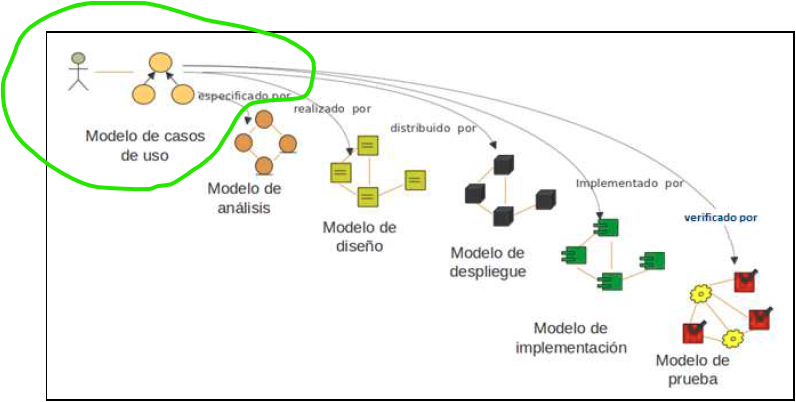 especificado por
realizado por
distribuido por
Implementado por
verificado por
Modelo de casos
de uso
Modelo de
análisis
Modelo de
diseño
Modelo de
despliegue
Modelo de
implementación
Modelo de
prueba